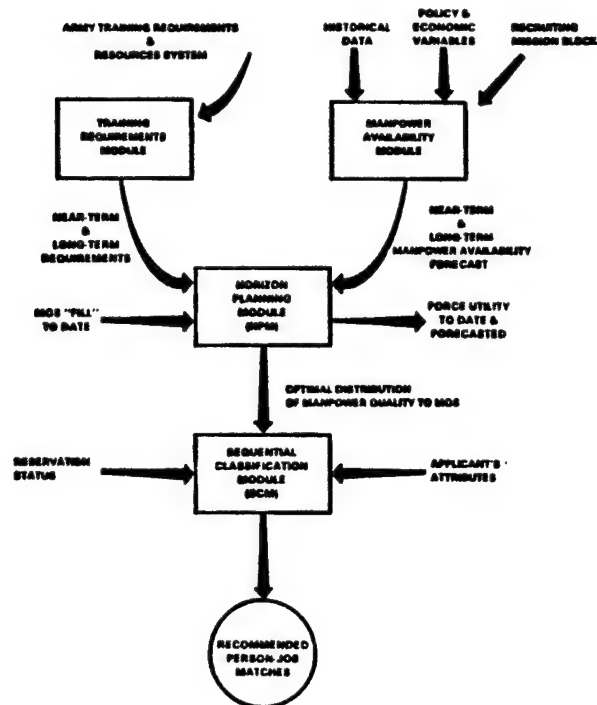 ARMY TRAINING REQUIREMENTS
&
RESOURCES SYSTEM
HISTORICAL
DATA
POLICY &
ECONOMIC
VARIABLES
RECRUITING
MISSION BLOCK
TRAINING
REQUIREMENTS
MODULE
MANPOWER
AVAILABILITY
MODULE
NEAR-TERM
&
LONG-TERM
REQUIREMENTS
NEAR-TERM
&
LONG-TERM
MANPOWER AVAILABILITY
FORECAST
HORIZON
PLANNING
MODULE
(HPM)
MOS "FILL"
TO DATE
FORCE UTILITY
TO DATE &
FORECASTED
OPTIMAL DISTRIBUTION
OF MANPOWER QUALITY TO MOS
SEQUENTIAL
CLASSIFICATION
MODULE
(SCM)
RESERVATION
STATUS
APPLICANT'S
ATTRIBUTES
RECOMMENDED
PERSON-JOB
MATCHES